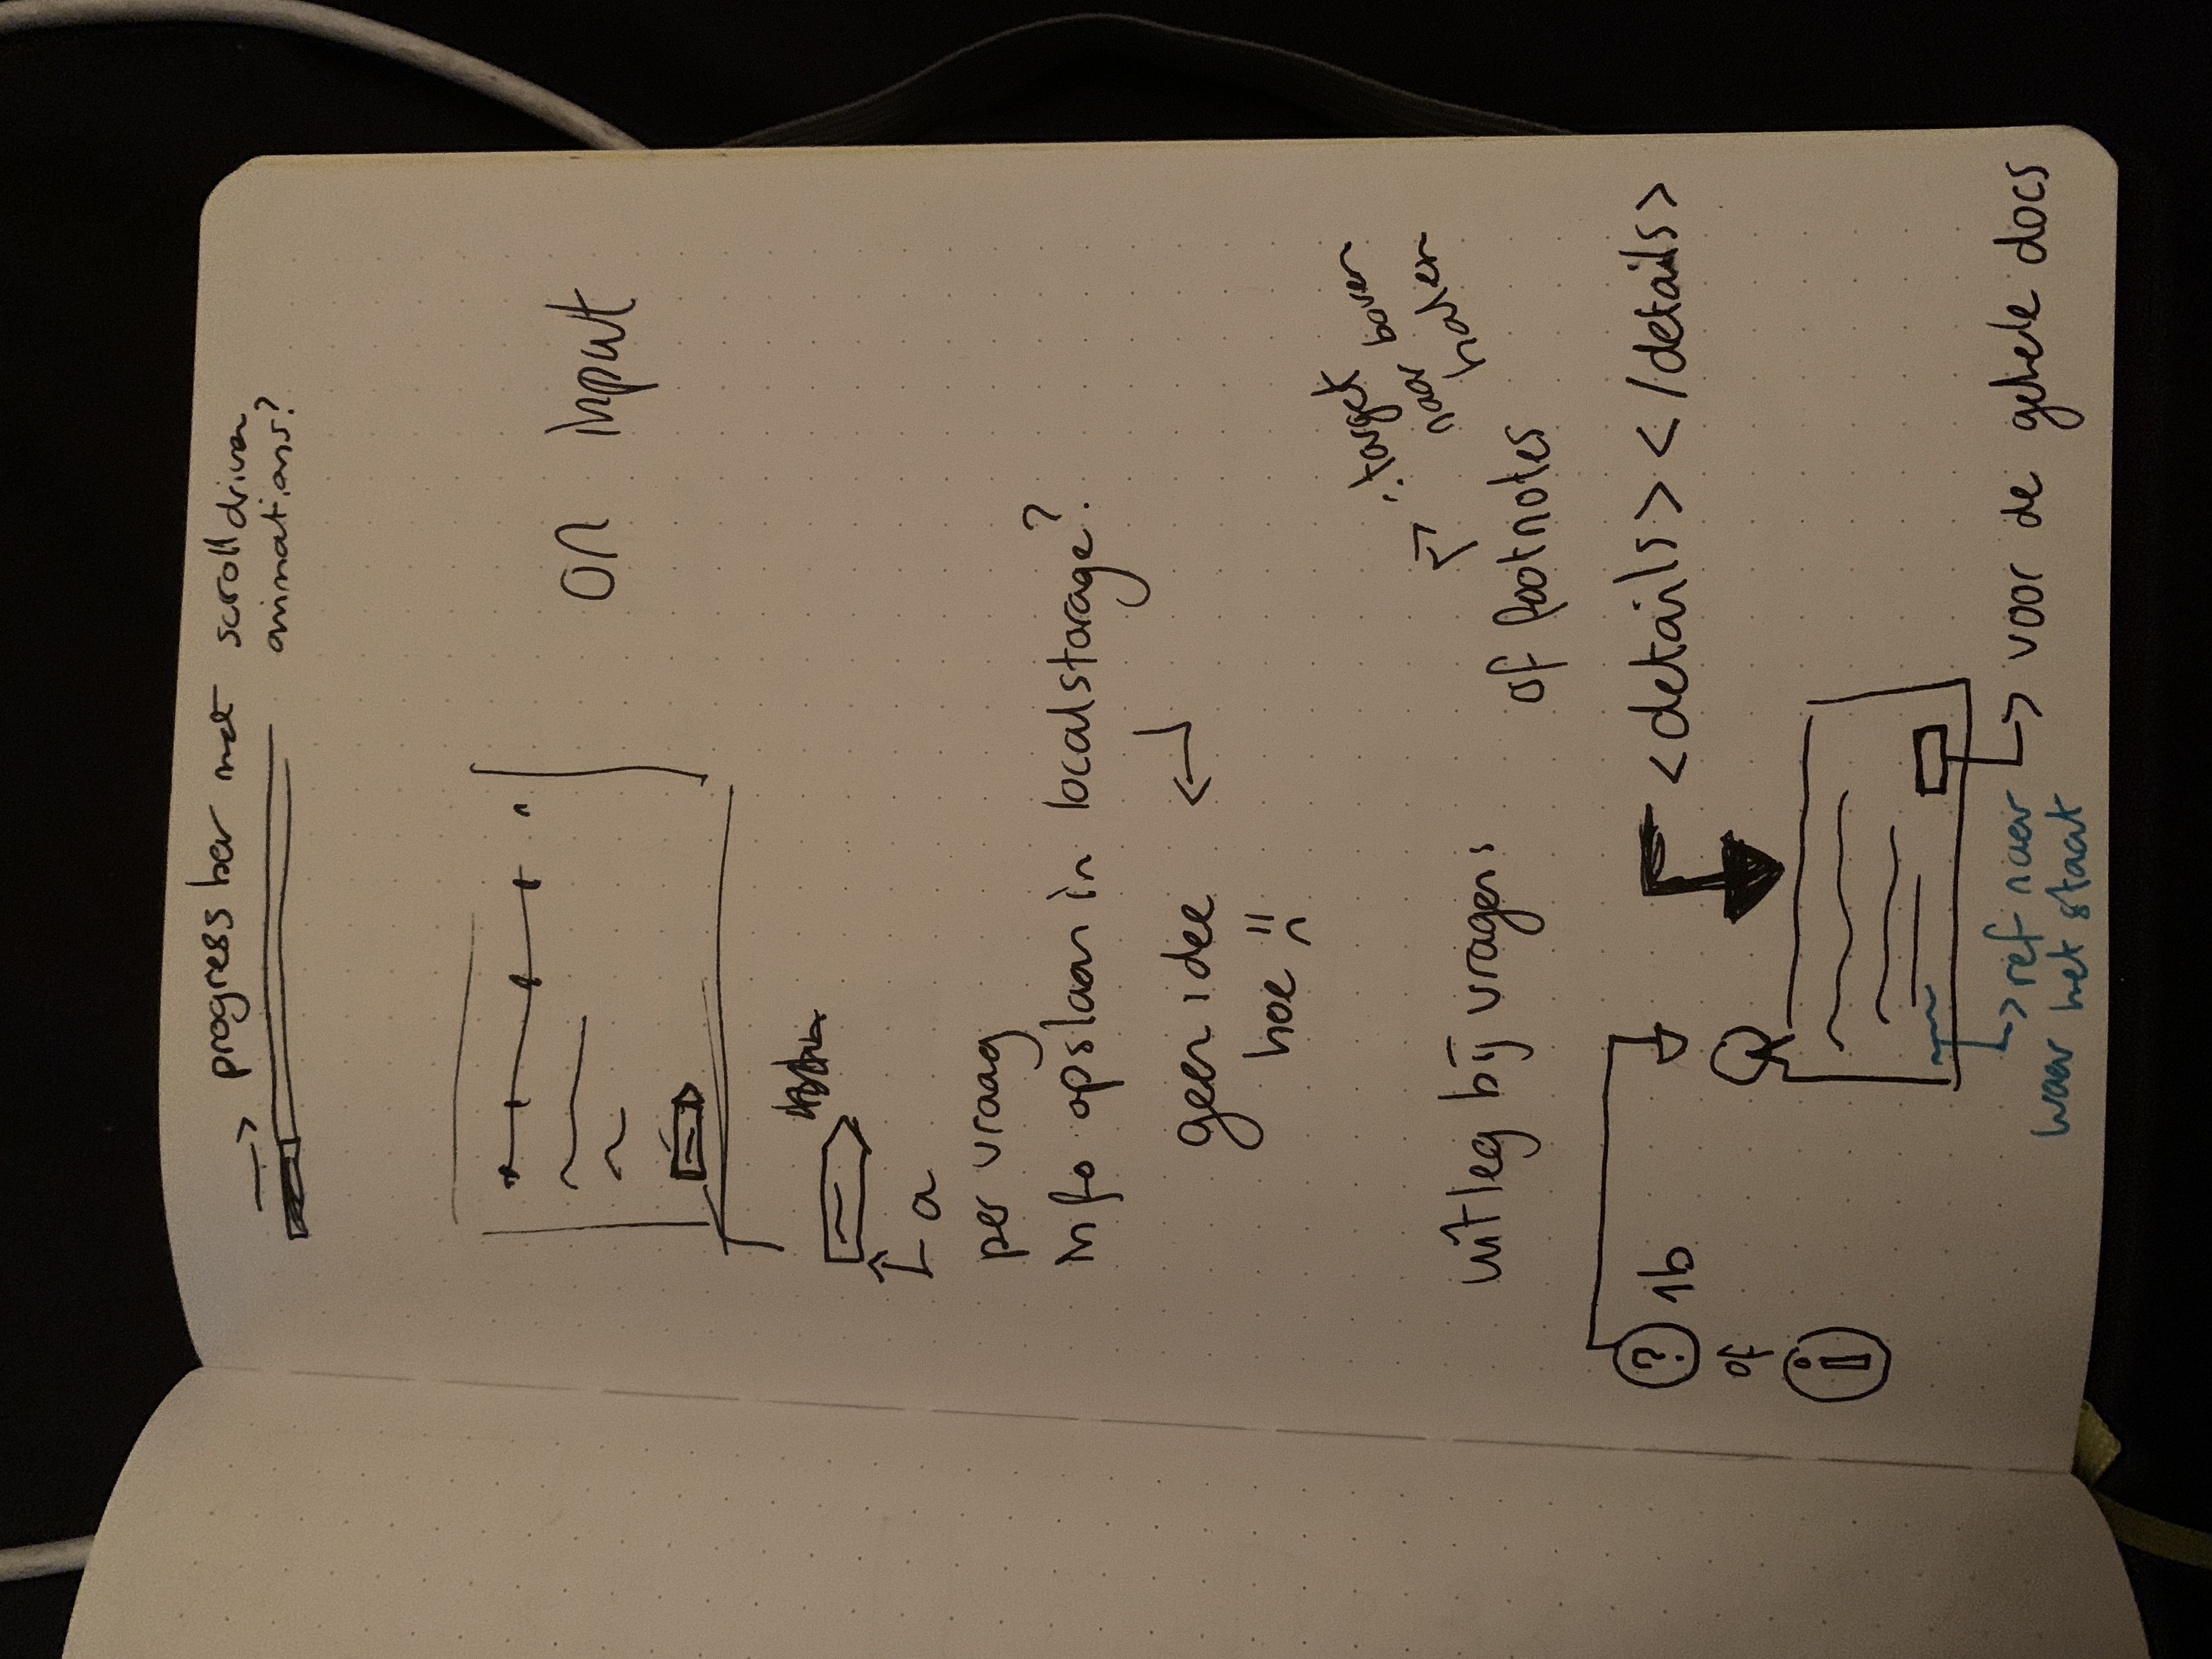 progress bar met scroll driven
animations?
on input
a
per vraag
info opslaan in localstorage?
geen idee
hoe
:target
naar boven
halen
uitleg bij vragen:
of footnotes
? 1b
<details></details>
of
i
ref naar
waar het staat
voor de gehele docs